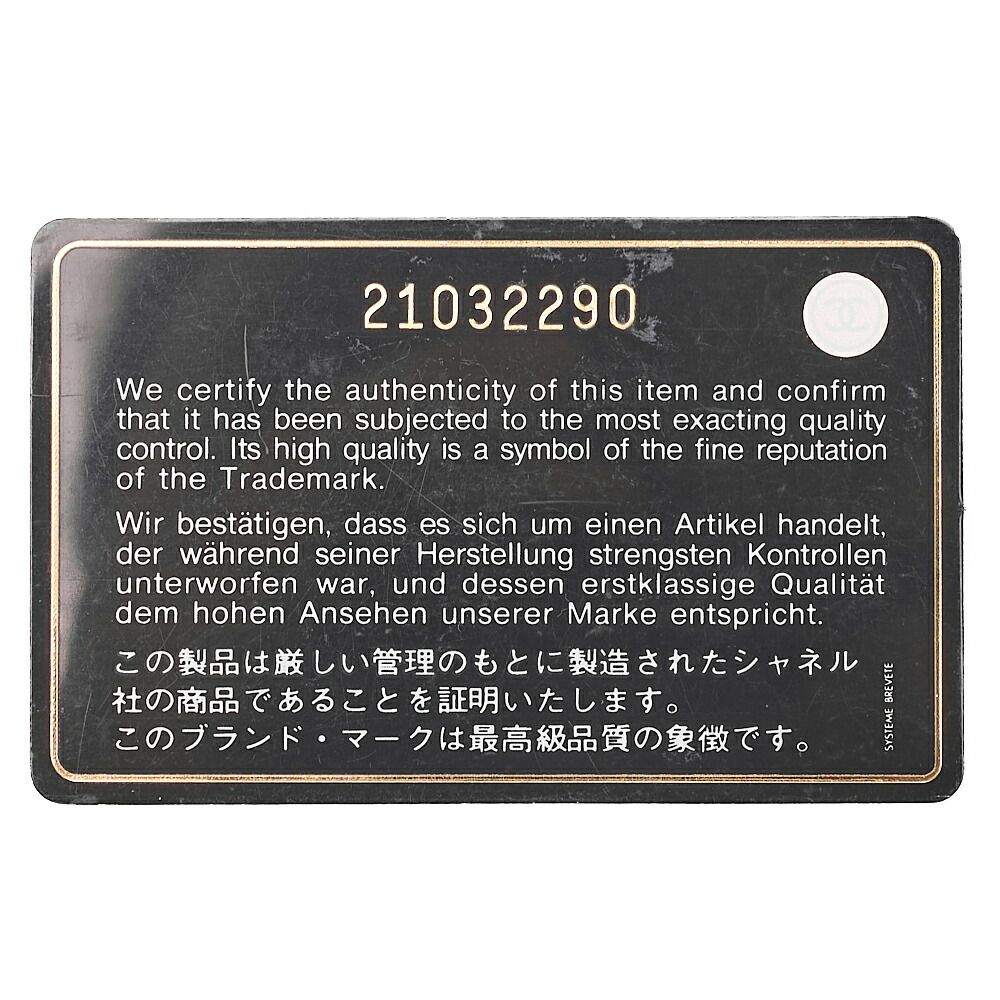 21032290
We certify the authenticity of this item and confirm
that it has been subjected to the most exacting quality
control. Its high quality is a symbol of the fine reputation
of the Trademark.
Wir bestätigen, dass es sich um einen Artikel handelt,
der während seiner Herstellung strengsten Kontrollen
unterworfen war, und dessen erstklassige Qualität
dem hohen Ansehen unserer Marke entspricht.
この製品は厳しい管理のもとに製造されたシャネル
社の商品であることを証明いたします。
このブランド・マークは最高級品質の象徴です。
SYSTEME BREVETE